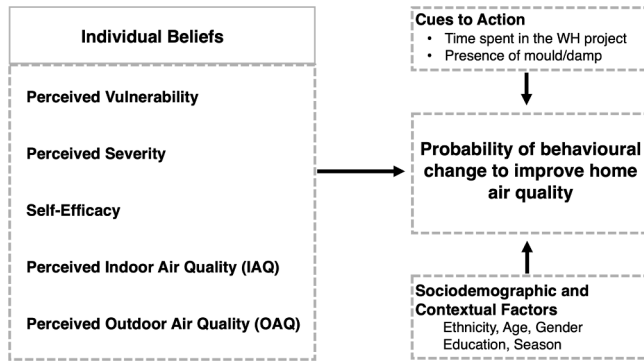 Individual Beliefs
Perceived Vulnerability
Perceived Severity
Self-Efficacy
Perceived Indoor Air Quality (IAQ)
Perceived Outdoor Air Quality (OAQ)
Cues to Action
• Time spent in the WH project
• Presence of mould/damp
Probability of behavioural
change to improve home
air quality
Sociodemographic and
Contextual Factors
Ethnicity, Age, Gender
Education, Season